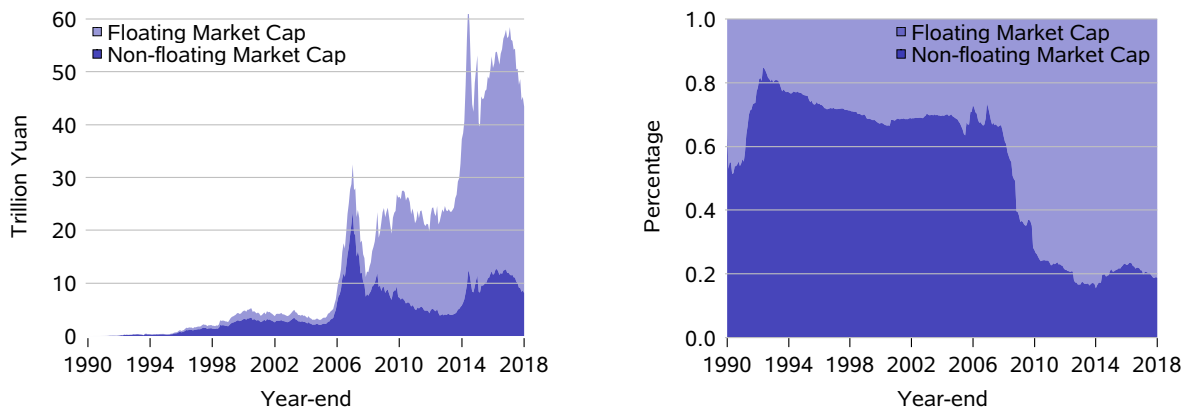 Trillion Yuan
60
50
40
30
20
10
0
Floating Market Cap
Non-floating Market Cap
1990 1994 1998 2002 2006 2010 2014 2018
Year-end
Percentage
1.0
0.8
0.6
0.4
0.2
0.0
Floating Market Cap
Non-floating Market Cap
1990 1994 1998 2002 2006 2010 2014 2018
Year-end